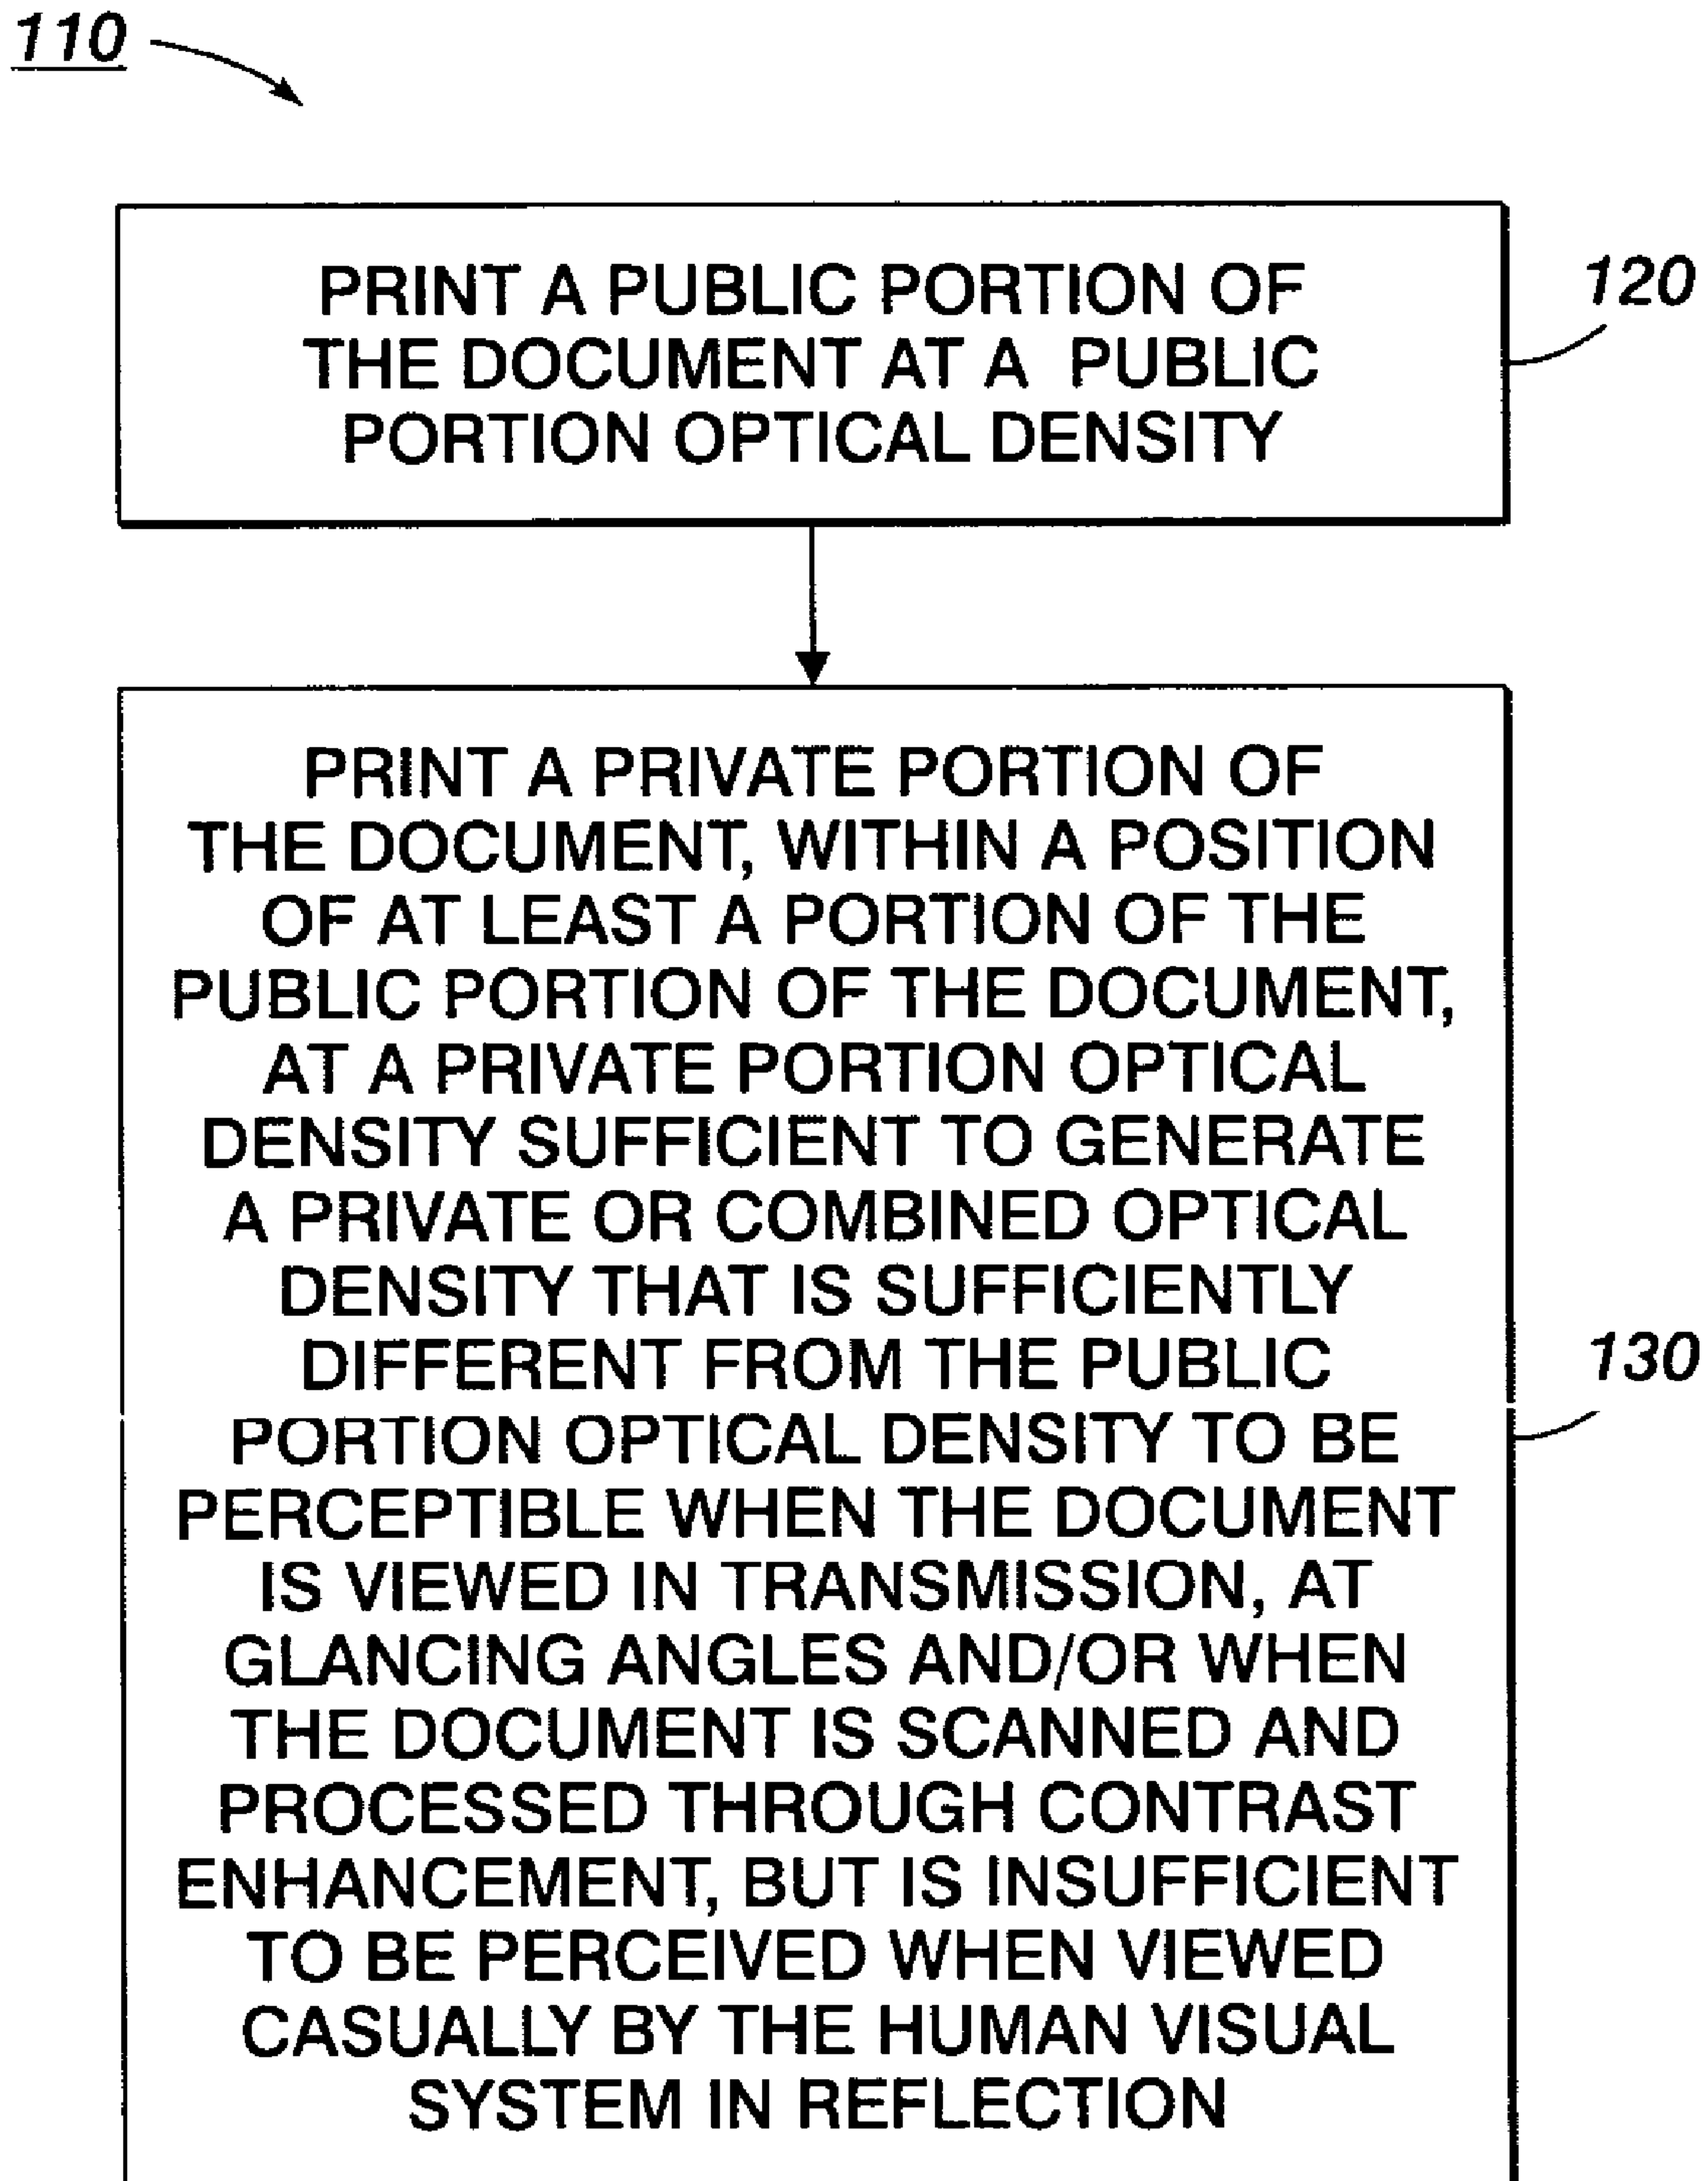 110
PRINT A PUBLIC PORTION OF
THE DOCUMENT AT A PUBLIC
PORTION OPTICAL DENSITY
120
PRINT A PRIVATE PORTION OF
THE DOCUMENT, WITHIN A POSITION
OF AT LEAST A PORTION OF THE
PUBLIC PORTION OF THE DOCUMENT,
AT A PRIVATE PORTION OPTICAL
DENSITY SUFFICIENT TO GENERATE
A PRIVATE OR COMBINED OPTICAL
DENSITY THAT IS SUFFICIENTLY
DIFFERENT FROM THE PUBLIC
PORTION OPTICAL DENSITY TO BE
PERCEPTIBLE WHEN THE DOCUMENT
IS VIEWED IN TRANSMISSION, AT
GLANCING ANGLES AND/OR WHEN
THE DOCUMENT IS SCANNED AND
PROCESSED THROUGH CONTRAST
ENHANCEMENT, BUT IS INSUFFICIENT
TO BE PERCEIVED WHEN VIEWED
CASUALLY BY THE HUMAN VISUAL
SYSTEM IN REFLECTION
130